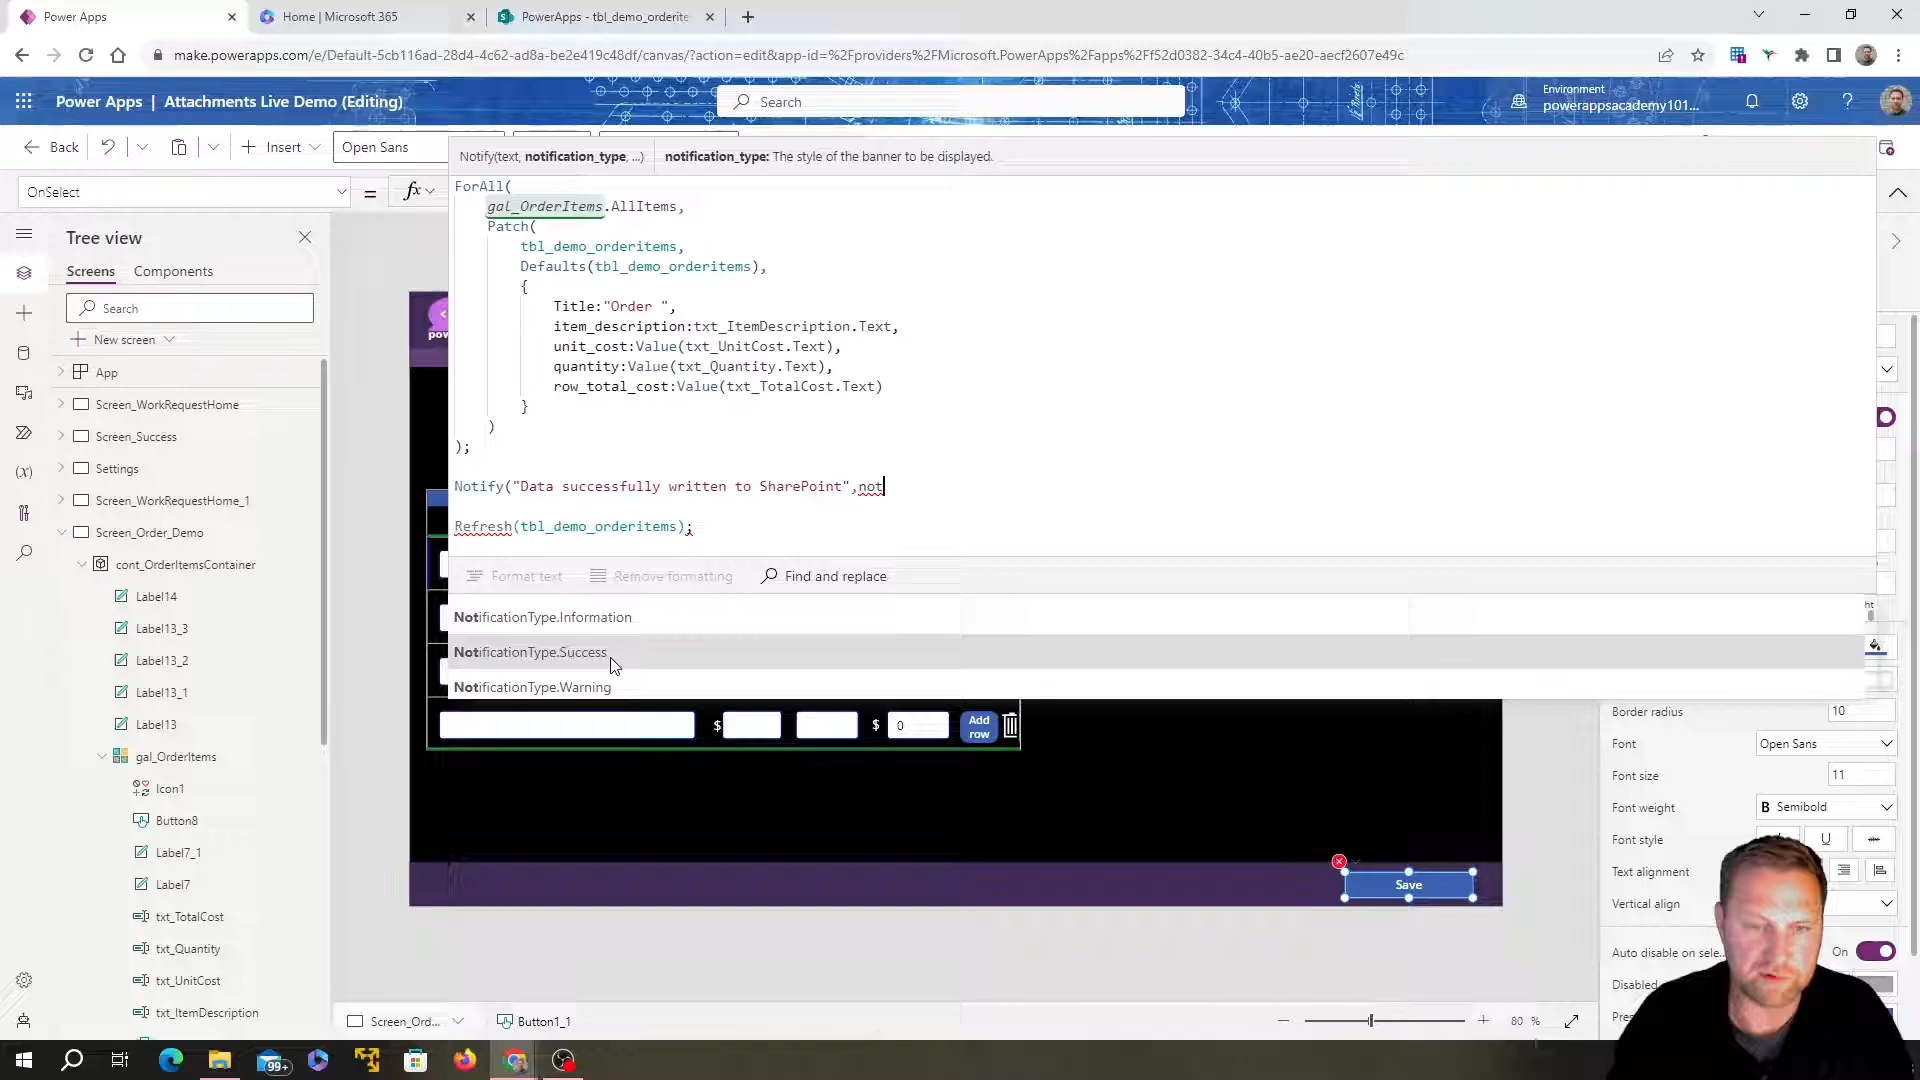 Power Apps
Home | Microsoft 365
PowerApps - tbl_demo_orderite
make.powerapps.com/e/Default-5cb116ad-28d4-4c62-ad8a-be2e419c48df/canvas/?action=edit&app-id=%2Fproviders%2FMicrosoft.PowerApps%2Fapps%2Ff52d0382-34c4-40b5-ae20-aecf2607e49c
Power Apps | Attachments Live Demo (Editing)
Search
Environment
powerappsacademy101...
Back
Insert
Open Sans
Notify(text, notification_type, ...)
notification_type: The style of the banner to be displayed.
OnSelect
=
fx
ForAll(
gal_OrderItems.AllItems,
Patch(
tbl_demo_orderitems,
Defaults(tbl_demo_orderitems),
{
Title:"Order ",
item_description:txt_ItemDescription.Text,
unit_cost:Value(txt_UnitCost.Text),
quantity:Value(txt_Quantity.Text),
row_total_cost:Value(txt_TotalCost.Text)
}
)
);
Notify("Data successfully written to SharePoint",not
Refresh(tbl_demo_orderitems);
Format text
Remove formatting
Find and replace
NotificationType.Information
NotificationType.Success
NotificationType.Warning
Tree view
Screens
Components
Search
New screen
App
Screen_WorkRequestHome
Screen_Success
Settings
Screen_WorkRequestHome_1
Screen_Order_Demo
cont_OrderItemsContainer
Label14
Label13_3
Label13_2
Label13_1
Label13
gal_OrderItems
Icon1
Button8
Label7_1
Label7
txt_TotalCost
txt_Quantity
txt_UnitCost
txt_ItemDescription
pow
$
$
0
Add
row
Save
ht
Border radius
10
Font
Open Sans
Font size
11
Font weight
B Semibold
Font style
U
Text alignment
Vertical align
Auto disable on sele...
On
Disabled
Pres
Screen_Ord...
Button1_1
80 %
99+